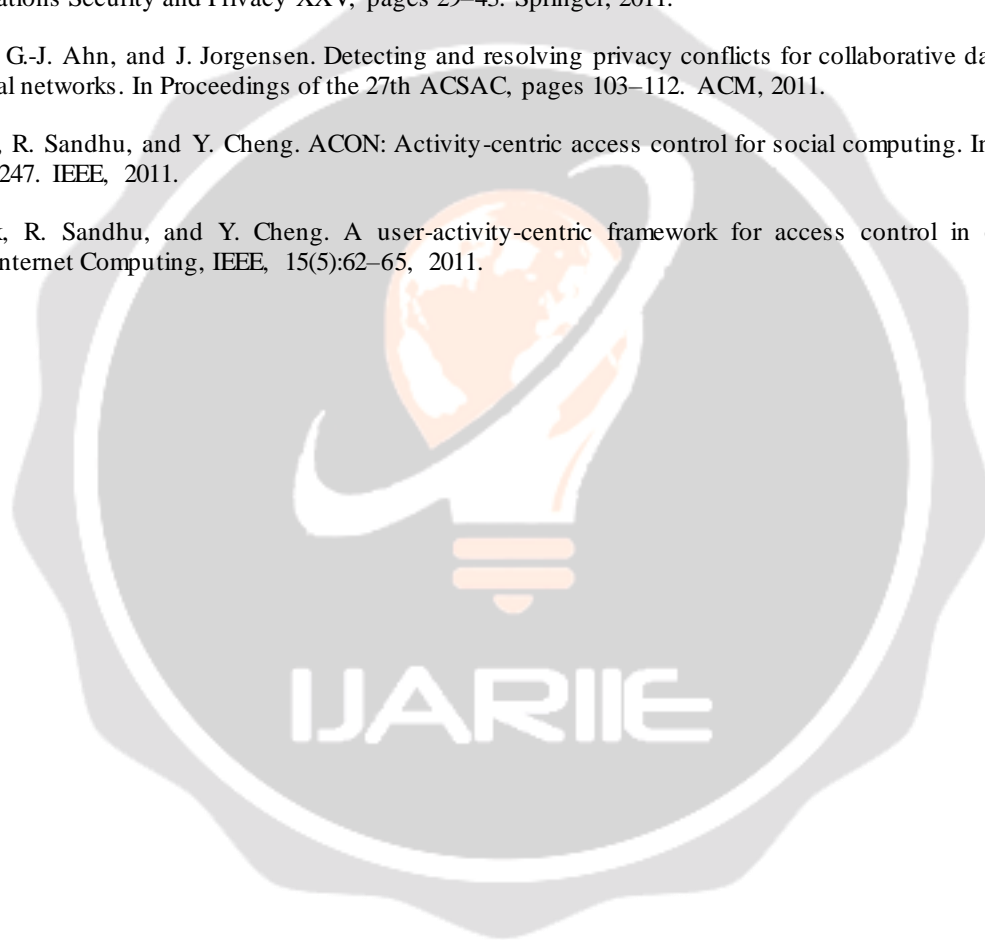 ations Security and Privacy XXV, pages 29–43. Springer, 2011.
G.-J. Ahn, and J. Jorgensen. Detecting and resolving privacy conflicts for collaborative da
al networks. In Proceedings of the 27th ACSAC, pages 103–112. ACM, 2011.
, R. Sandhu, and Y. Cheng. ACON: Activity-centric access control for social computing. In
247. IEEE, 2011.
, R. Sandhu, and Y. Cheng. A user-activity-centric framework for access control in
nternet Computing, IEEE, 15(5):62–65, 2011.
IJARIIE